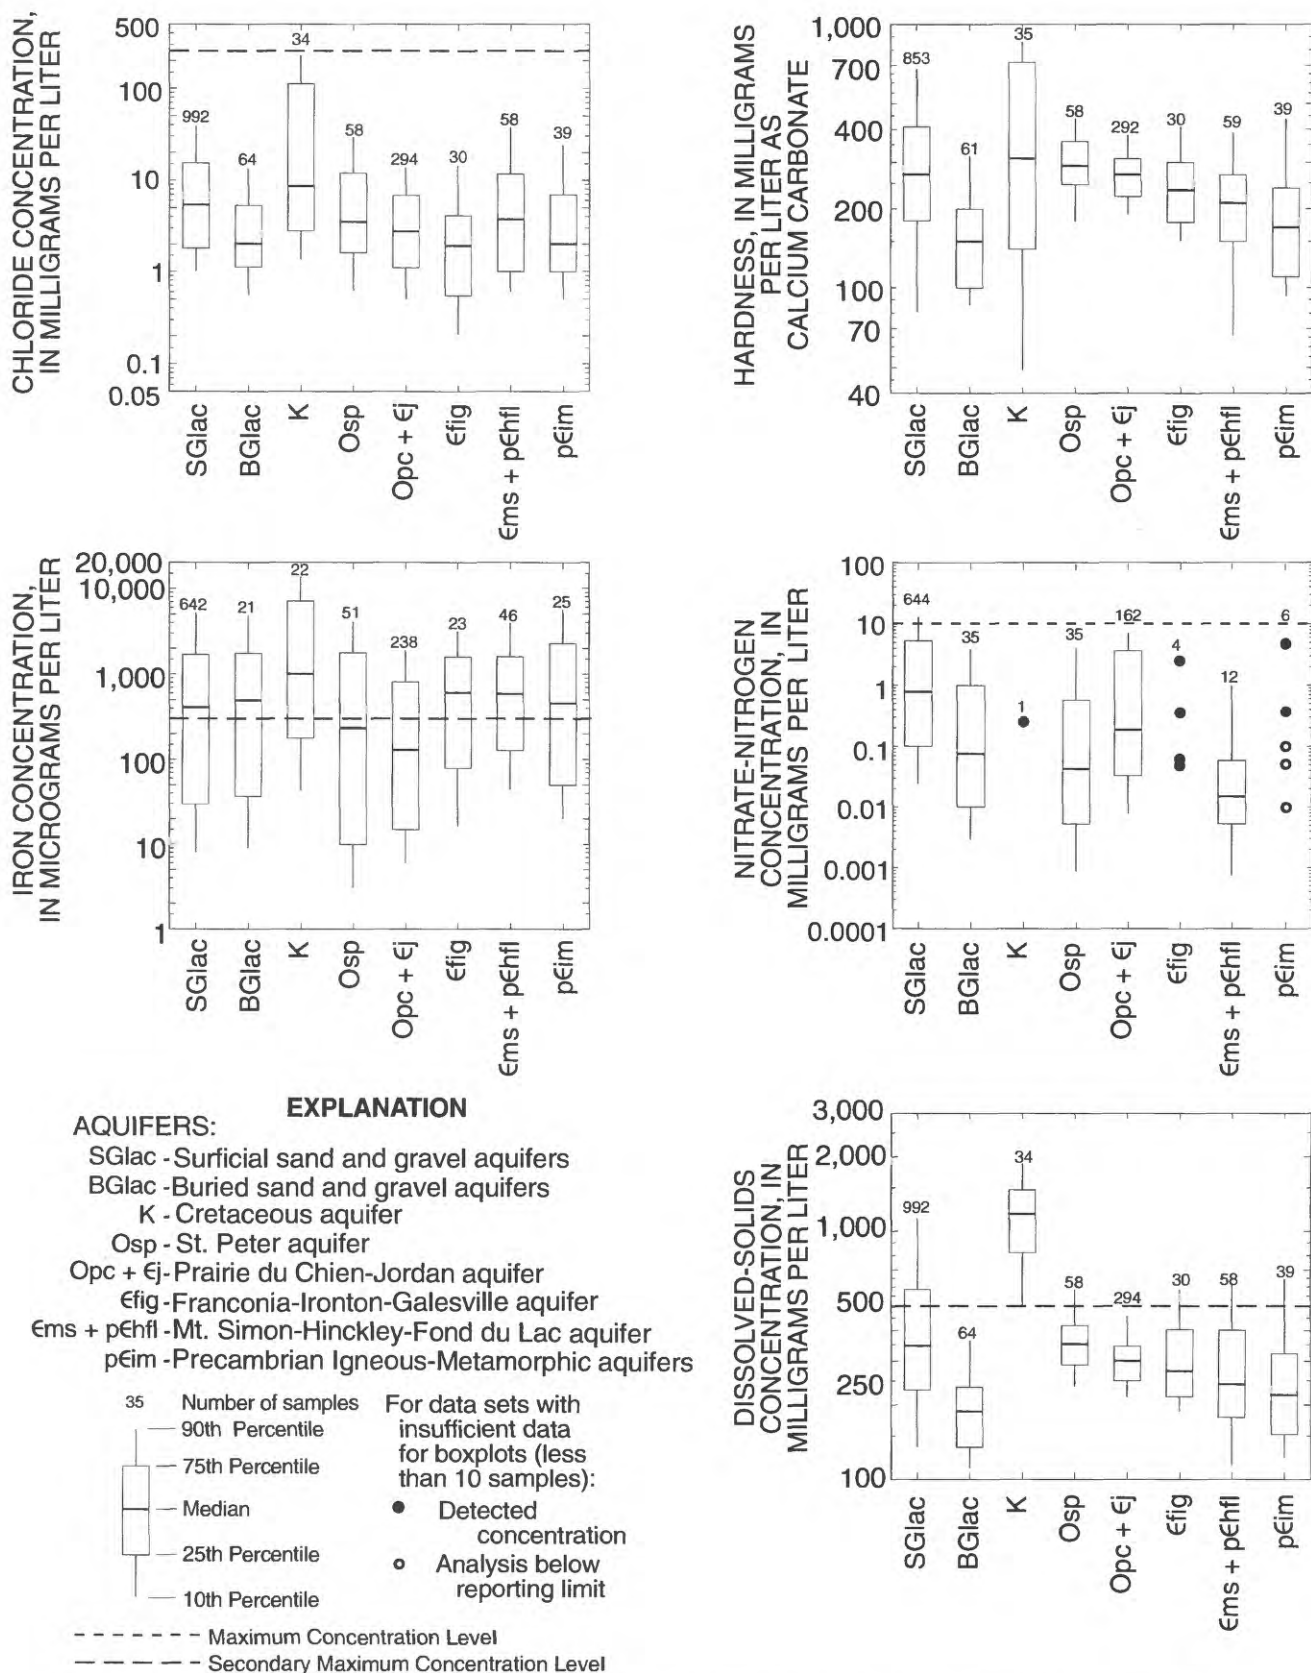 CHLORIDE CONCENTRATION,
IN MILLIGRAMS PER LITER
500
100
10
1
0.1
0.05
992
64
34
58
294
30
58
39
SGlac
BGlac
K
Osp
Opc + Єj
Єfig
Єms + pЄhfl
pЄim
HARDNESS, IN MILLIGRAMS
PER LITER AS
CALCIUM CARBONATE
1,000
700
400
200
100
70
40
853
61
35
58
292
30
59
39
SGlac
BGlac
K
Osp
Opc + Єj
Єfig
Єms + pЄhfl
pЄim
IRON CONCENTRATION,
IN MICROGRAMS PER LITER
20,000
10,000
1,000
100
10
1
642
21
22
51
238
23
46
25
SGlac
BGlac
K
Osp
Opc + Єj
Єfig
Єms + pЄhfl
pЄim
NITRATE-NITROGEN
CONCENTRATION, IN
MILLIGRAMS PER LITER
100
10
1
0.1
0.01
0.001
0.0001
644
35
1
35
162
4
12
6
SGlac
BGlac
K
Osp
Opc + Єj
Єfig
Єms + pЄhfl
pЄim
EXPLANATION
AQUIFERS:
SGlac - Surficial sand and gravel aquifers
BGlac - Buried sand and gravel aquifers
K - Cretaceous aquifer
Osp - St. Peter aquifer
Opc + Єj - Prairie du Chien-Jordan aquifer
Єfig - Franconia-Ironton-Galesville aquifer
Єms + pЄhfl - Mt. Simon-Hinckley-Fond du Lac aquifer
pЄim - Precambrian Igneous-Metamorphic aquifers
35 Number of samples
90th Percentile
75th Percentile
Median
25th Percentile
10th Percentile
For data sets with
insufficient data
for boxplots (less
than 10 samples):
Detected
concentration
Analysis below
reporting limit
Maximum Concentration Level
Secondary Maximum Concentration Level
DISSOLVED-SOLIDS
CONCENTRATION, IN
MILLIGRAMS PER LITER
3,000
2,000
1,000
500
250
100
992
64
34
58
294
30
58
39
SGlac
BGlac
K
Osp
Opc + Єj
Єfig
Єms + pЄhfl
pЄim